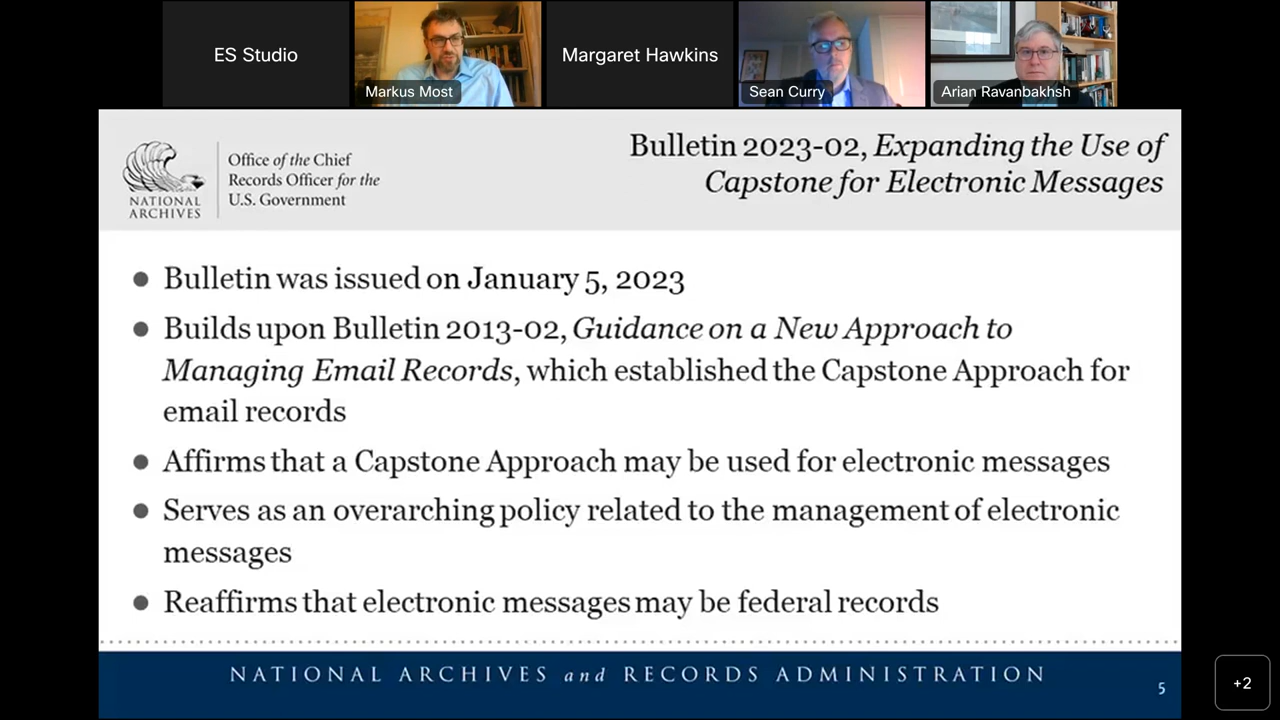 ES Studio
Markus Most
Margaret Hawkins
Sean Curry
Arian Ravanbakhsh
NATIONAL
ARCHIVES
Office of the Chief
Records Officer for the
U.S. Government
Bulletin 2023-02, Expanding the Use of
Capstone for Electronic Messages
● Bulletin was issued on January 5, 2023
● Builds upon Bulletin 2013-02, Guidance on a New Approach to
Managing Email Records, which established the Capstone Approach for
email records
● Affirms that a Capstone Approach may be used for electronic messages
● Serves as an overarching policy related to the management of electronic
messages
● Reaffirms that electronic messages may be federal records
NATIONAL ARCHIVES and RECORDS ADMINISTRATION
5
+2